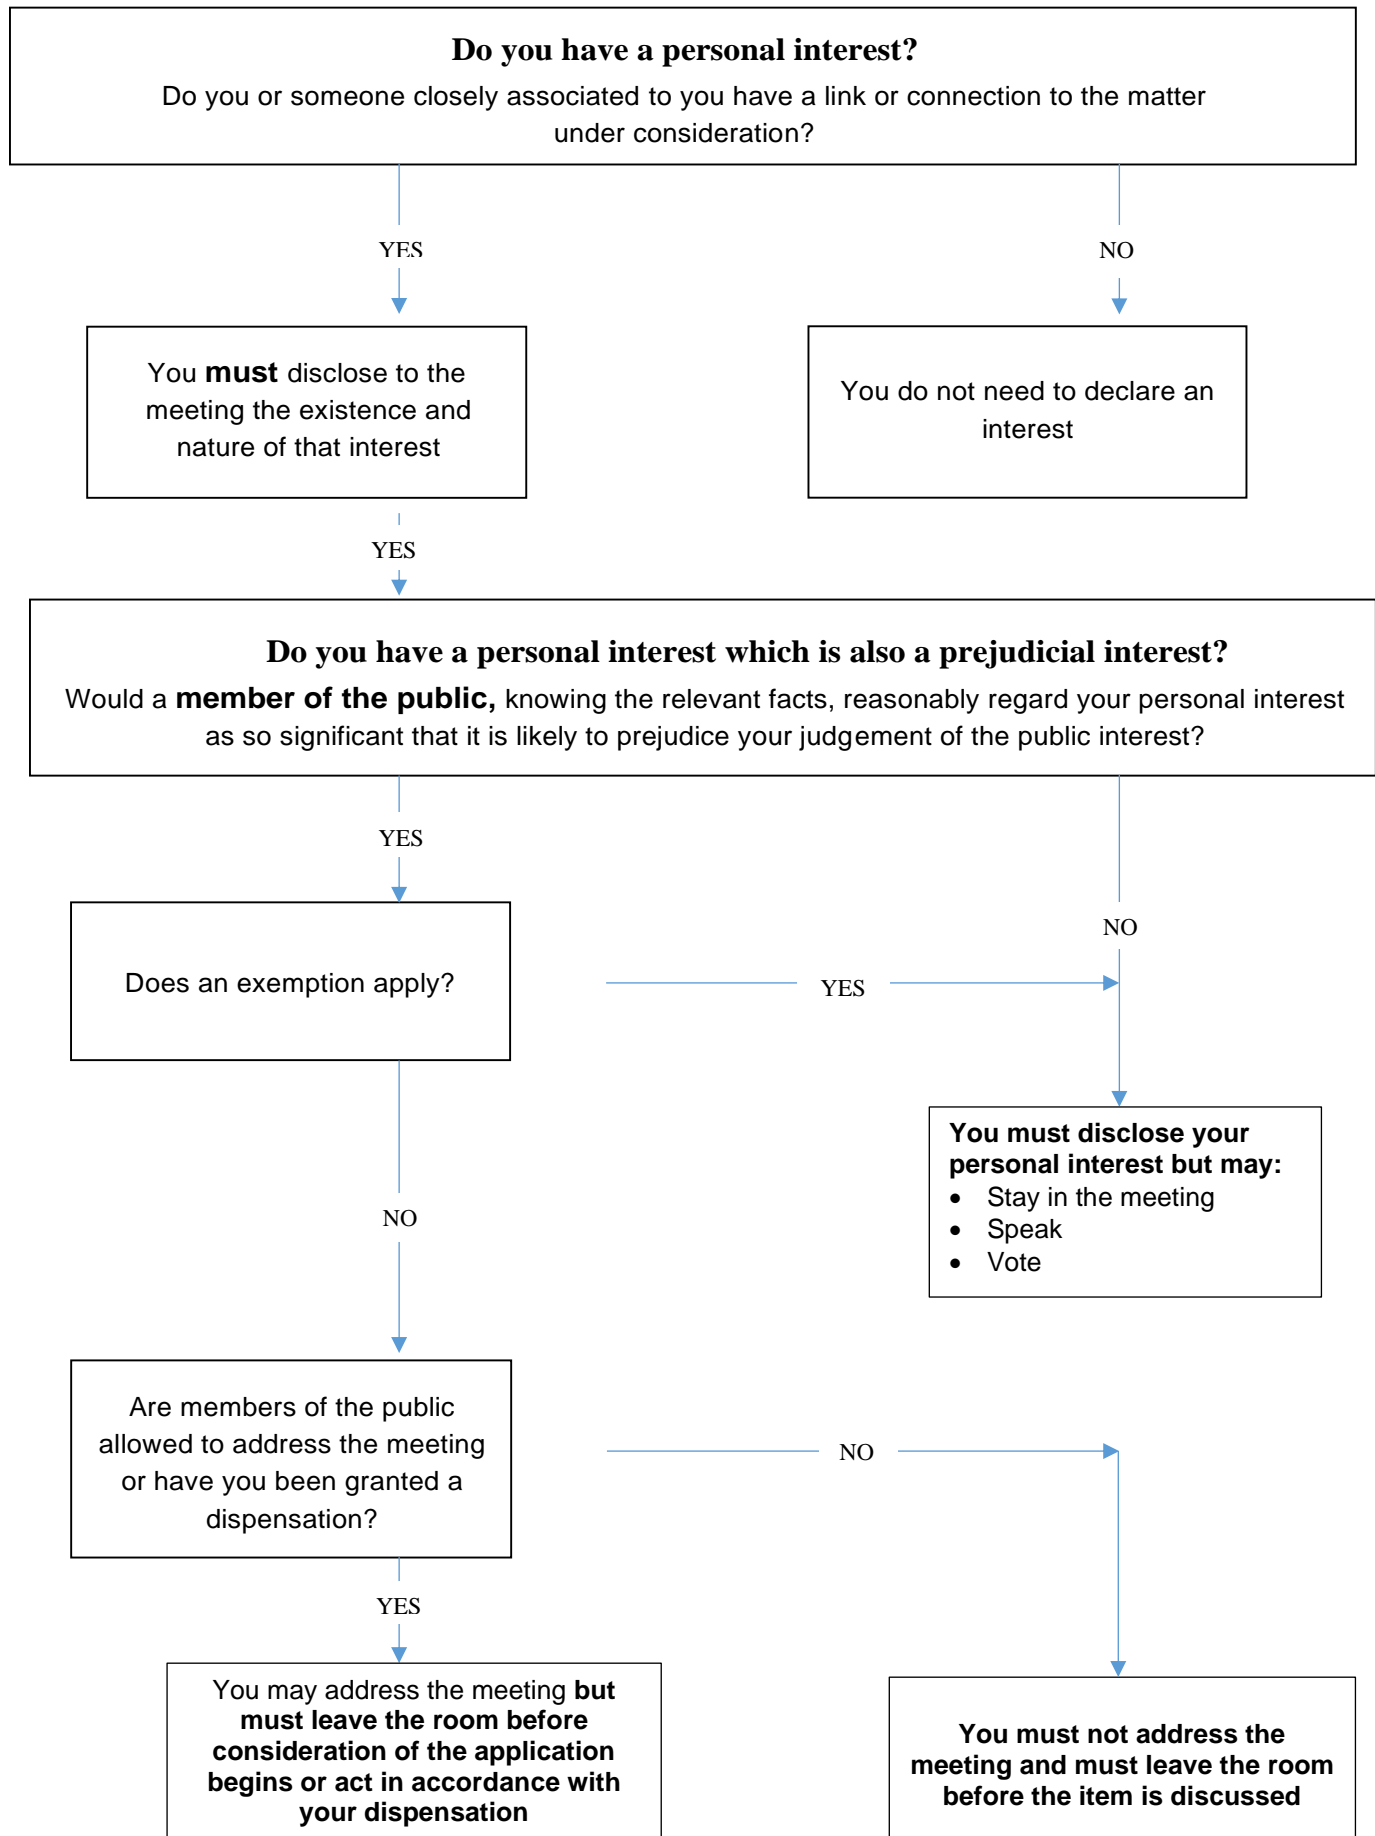 Do you have a personal interest?
Do you or someone closely associated to you have a link or connection to the matter
under consideration?
YES
NO
You must disclose to the
meeting the existence and
nature of that interest
You do not need to declare an
interest
YES
Do you have a personal interest which is also a prejudicial interest?
Would a member of the public, knowing the relevant facts, reasonably regard your personal interest
as so significant that it is likely to prejudice your judgement of the public interest?
YES
NO
Does an exemption apply?
YES
You must disclose your
personal interest but may:
• Stay in the meeting
• Speak
• Vote
NO
Are members of the public
allowed to address the meeting
or have you been granted a
dispensation?
NO
YES
You may address the meeting but
must leave the room before
consideration of the application
begins or act in accordance with
your dispensation
You must not address the
meeting and must leave the room
before the item is discussed